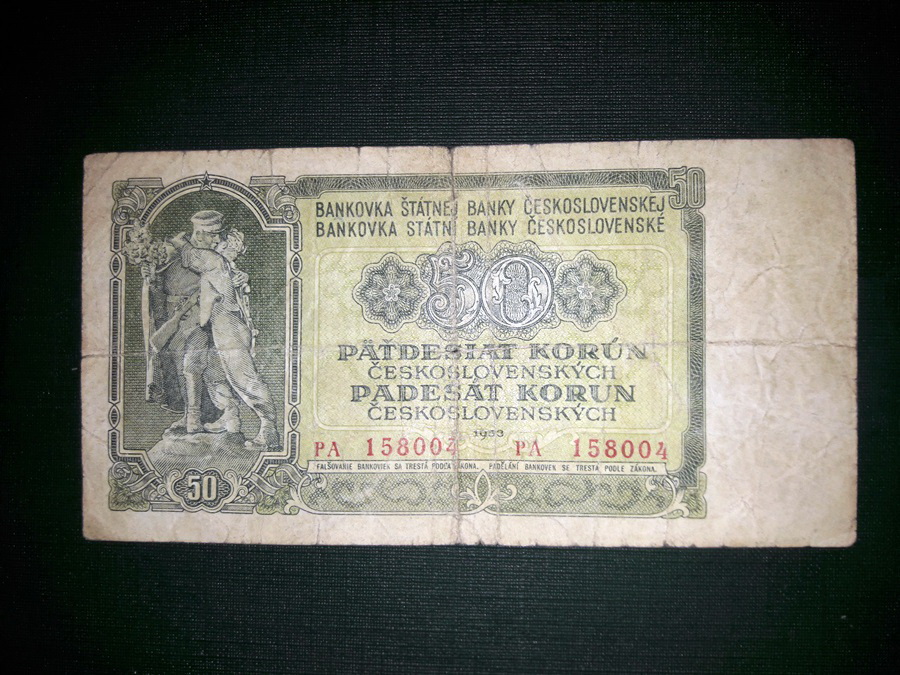 50
BANKOVKA ŠTÁTNEJ BANKY ČESKOSLOVENSKEJ
BANKOVKA STÁTNÍ BANKY ČESKOSLOVENSKÉ
50
PÄŤDESIAT KORÚN
ČESKOSLOVENSKÝCH
PADESÁT KORUN
ČESKOSLOVENSKÝCH
1953
PA 158004 PA 158004
FALŠOVANIE BANKOVIEK SA TRESTÁ PODĽA ZÁKONA. PADĚLÁNÍ BANKOVEK SE TRESTÁ PODLE ZÁKONA.
50